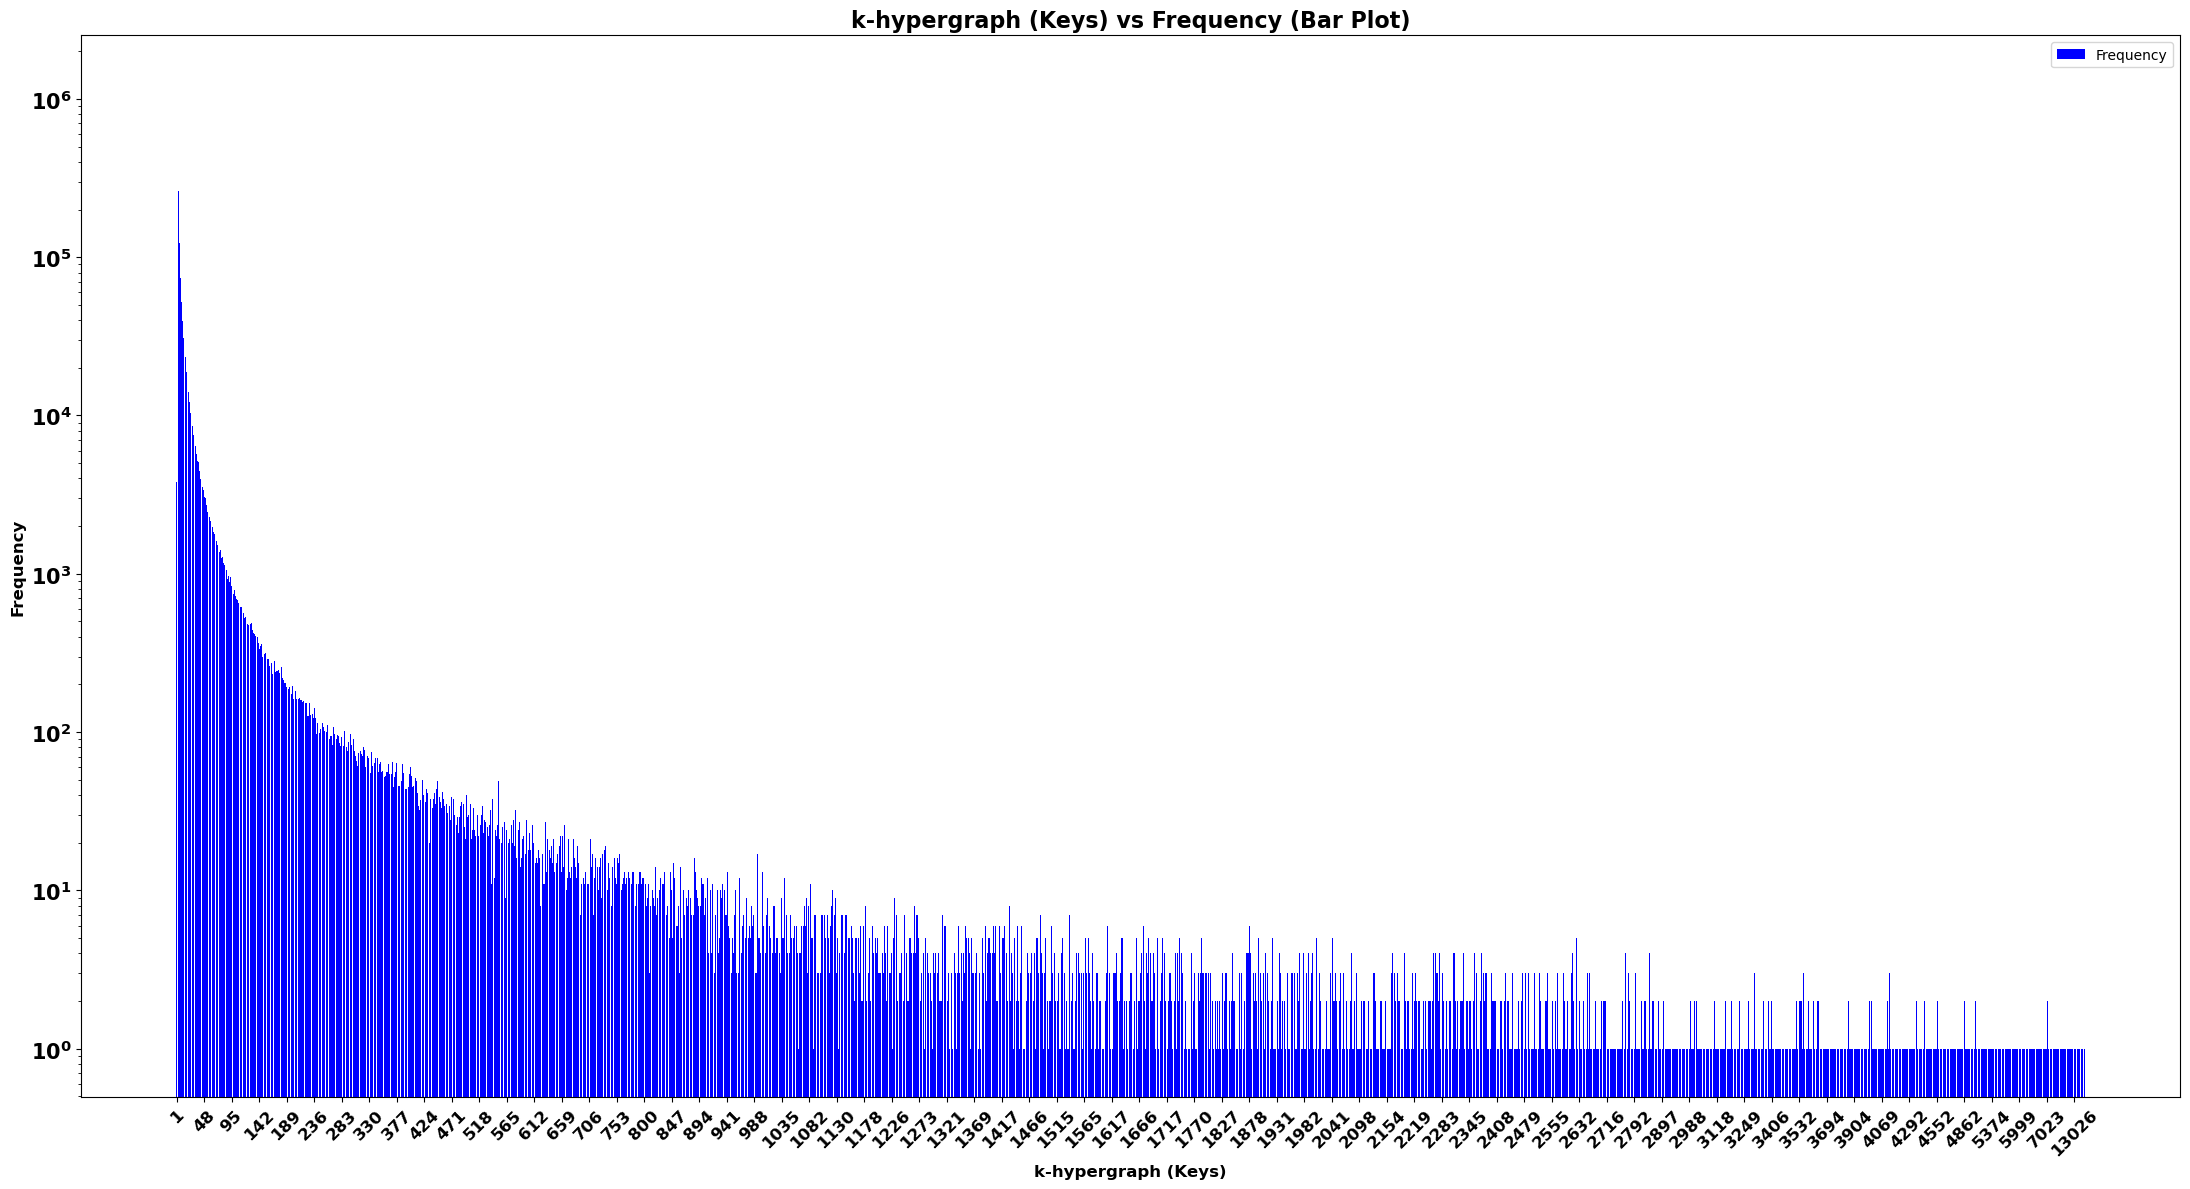 k-hypergraph (Keys) vs Frequency (Bar Plot)
Frequency
10⁶
10⁵
10⁴
10³
10²
10¹
10⁰
Frequency
1 48 95 142 189 236 283 330 377 424 471 518 565 612 659 706 753 800 847 894 941 988 1035 1082 1130 1178 1226 1273 1321 1369 1417 1466 1515 1565 1617 1666 1717 1770 1827 1878 1931 1982 2041 2098 2154 2219 2283 2345 2408 2479 2555 2632 2716 2792 2897 2988 3118 3249 3406 3532 3694 3904 4069 4292 4552 4862 5374 5999 7023 13026
k-hypergraph (Keys)